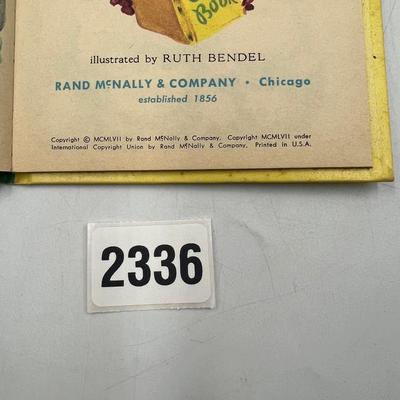 Book
illustrated by RUTH BENDEL
RAND McNALLY & COMPANY • Chicago
established 1856
Copyright © MCMLVII by Rand McNally & Company. Copyright MCMLVII under
International Copyright Union by Rand McNally & Company. Printed in U.S.A.
2336